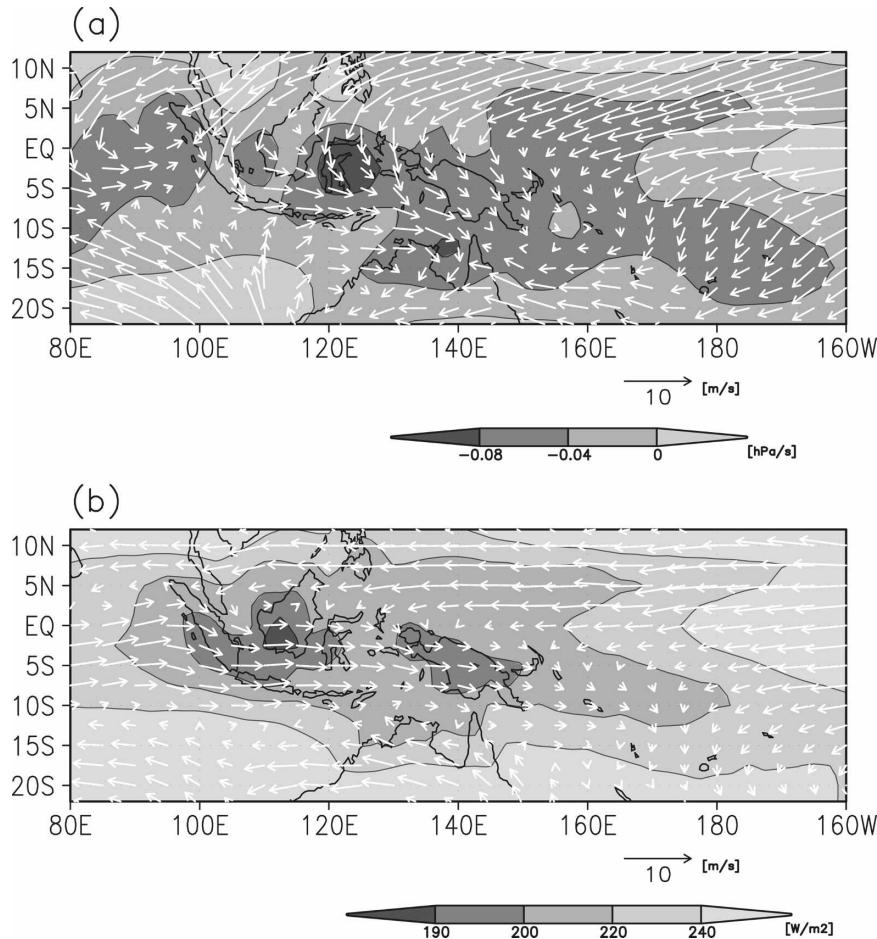 (a)
10N
5N
EQ
5S
10S
15S
20S
80E 100E 120E 140E 160E 180 160W
10 [m/s]
-0.08 -0.04 0 [hPa/s]
(b)
10N
5N
EQ
5S
10S
15S
20S
80E 100E 120E 140E 160E 180 160W
10 [m/s]
190 200 220 240 [W/m2]